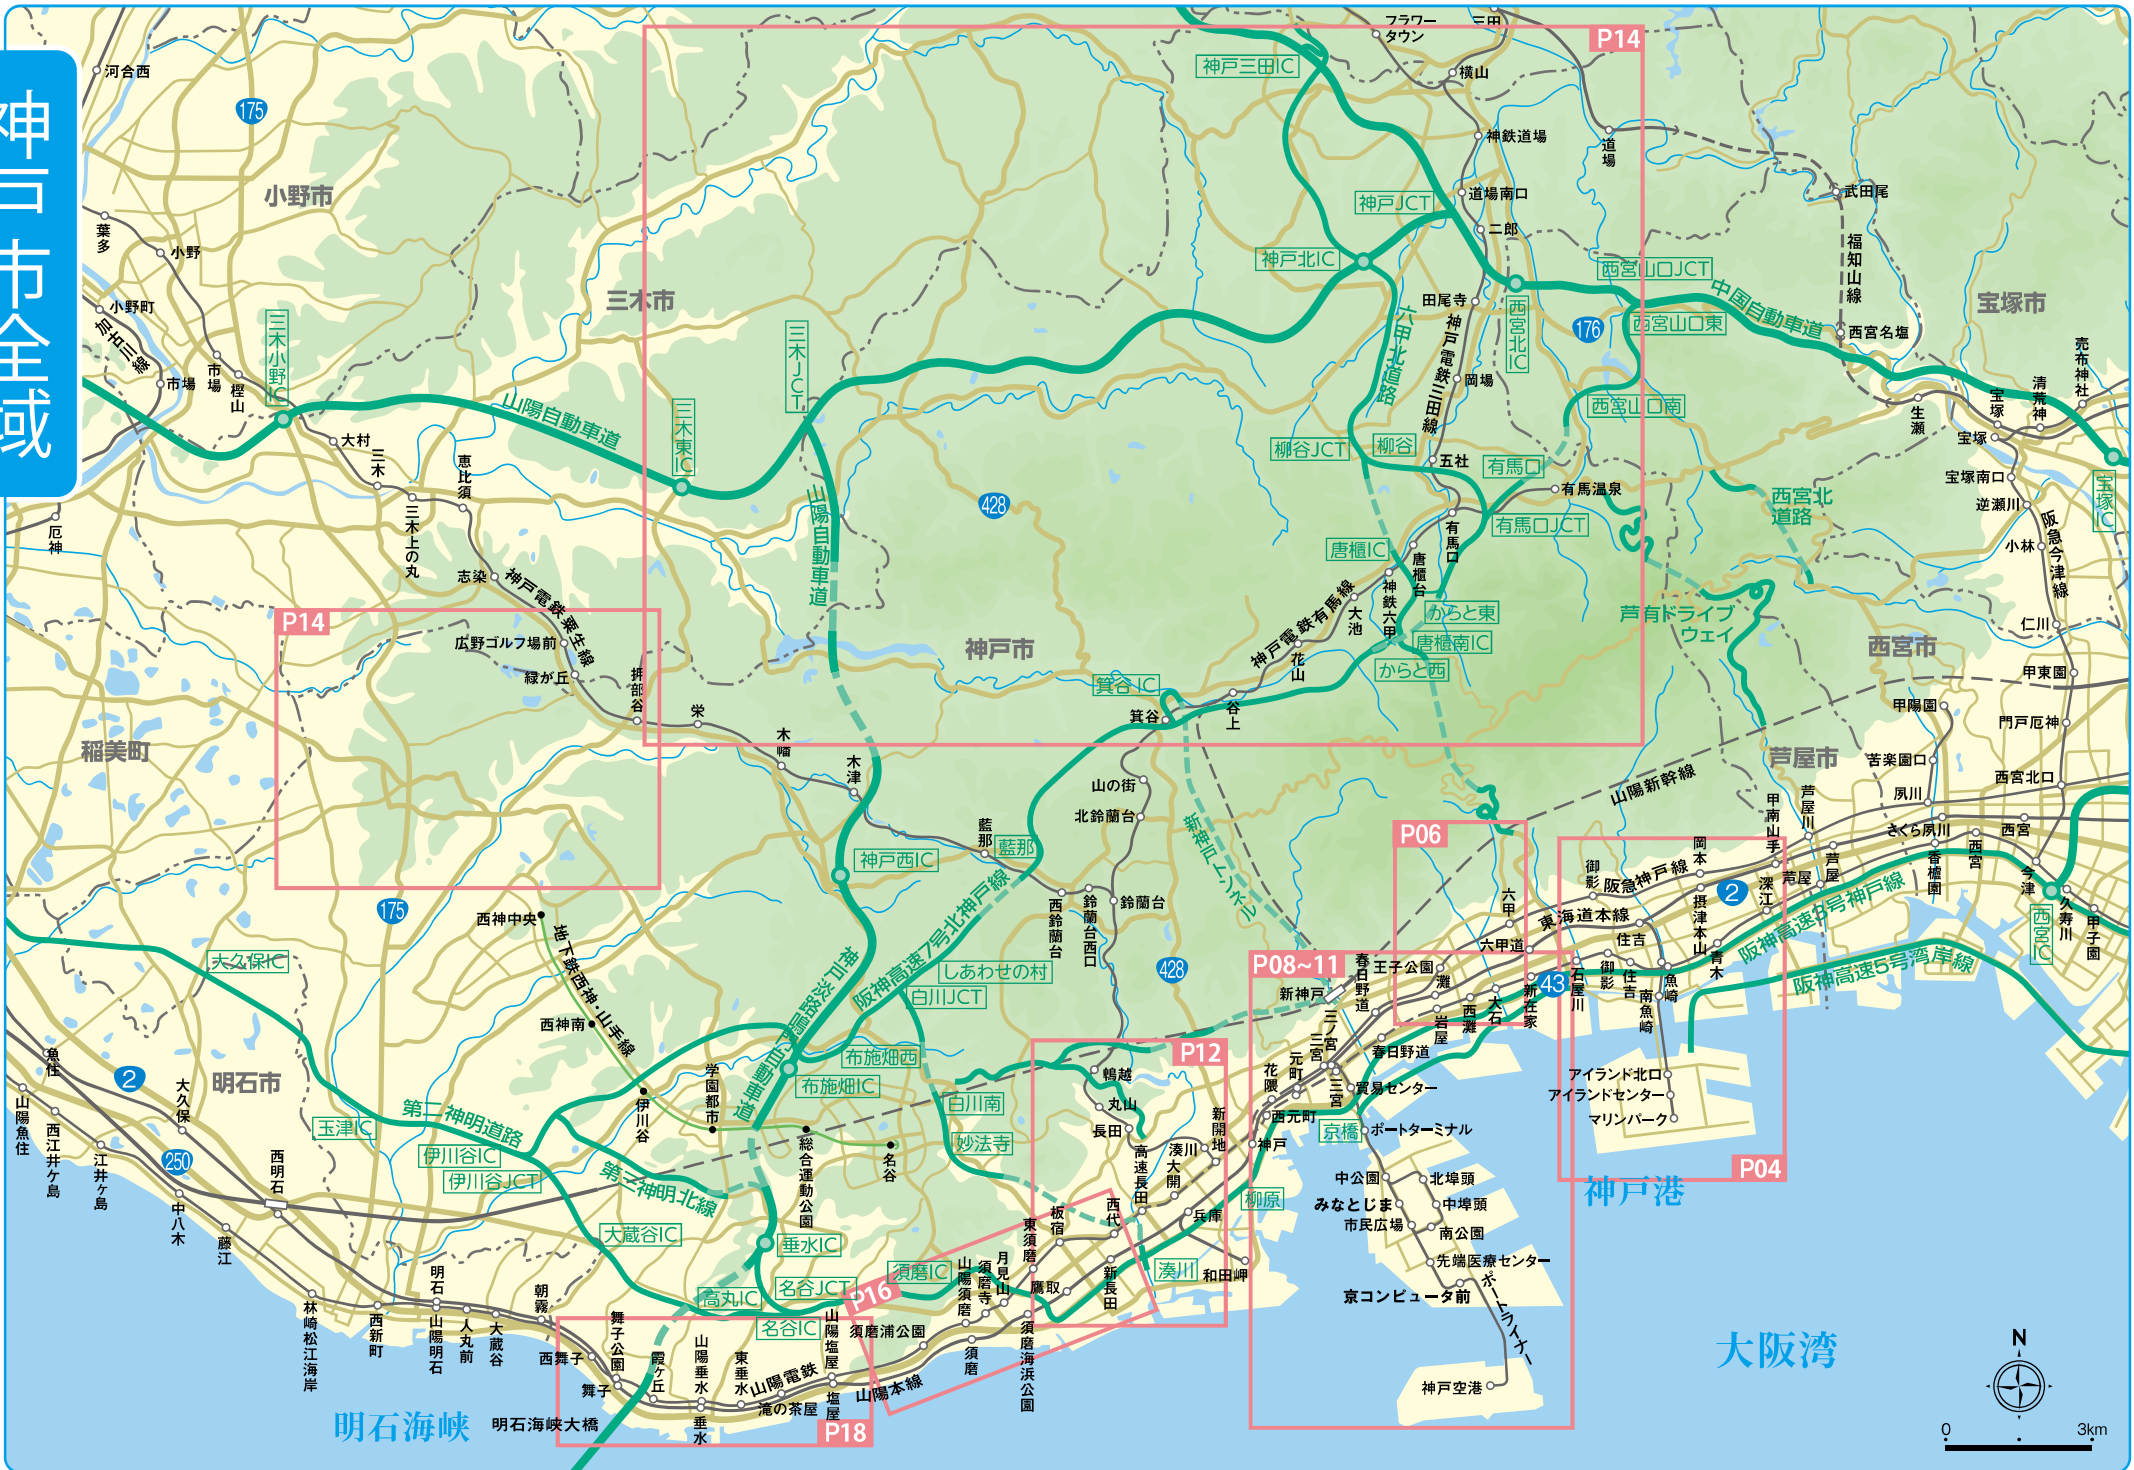 神戸市全域
河合西
175
小野市
葉多
小野
小野町
加古川線
市場
市場
樫山
三木小野IC
大村
三木
三木上の丸
恵比須
山陽自動車道
三木東IC
三木市
三木JCT
山陽自動車道
厄神
志染
神戸電鉄粟生線
P14
広野ゴルフ場前
緑が丘
押部谷
栄
木幡
木津
稲美町
神戸市
428
P14
フラワータウン
三田
横山
神戸三田IC
神鉄道場
道場
道場南口
神戸JCT
二郎
神戸北IC
田尾寺
六甲北道路
神戸電鉄三田線
岡場
西宮北IC
176
西宮山口JCT
西宮山口東
中国自動車道
西宮山口南
武田尾
福知山線
西宮名塩
宝塚市
売布神社
清荒神
宝塚
宝塚
生瀬
宝塚南口
逆瀬川
宝塚IC
小林
阪急今津線
仁川
甲東園
門戸厄神
西宮北口
柳谷JCT
柳谷
五社
有馬口
有馬温泉
有馬口JCT
有馬口
唐櫃IC
唐櫃台
神鉄六甲
からと東
唐櫃南IC
からと西
大池
神戸電鉄有馬線
花山
谷上
箕谷IC
箕谷
西宮北道路
芦有ドライブウェイ
西宮市
甲陽園
苦楽園口
夙川
芦屋市
山陽新幹線
山の街
北鈴蘭台
新神戸トンネル
藍那
藍那
西鈴蘭台
鈴蘭台西口
鈴蘭台
428
神戸西IC
阪神高速7号北神戸線
しあわせの村
白川JCT
神戸淡路鳴門自動車道
布施畑西
布施畑IC
白川南
妙法寺
175
西神中央
地下鉄西神・山手線
西神南
伊川谷
学園都市
総合運動公園
名谷
大久保IC
明石市
魚住
2
大久保
山陽魚住
西江井ケ島
江井ケ島
250
中八木
西明石
藤江
玉津IC
第二神明道路
伊川谷IC
伊川谷JCT
第二神明北線
大蔵谷IC
林崎松江海岸
西新町
明石
山陽明石
人丸前
大蔵谷
朝霧
垂水IC
高丸IC
名谷JCT
名谷IC
須磨IC
P16
P18
舞子公園
西舞子
舞子
霞ヶ丘
山陽垂水
垂水
東垂水
山陽電鉄
滝の茶屋
山陽塩屋
塩屋
山陽本線
須磨浦公園
山陽須磨
須磨
須磨寺
月見山
東須磨
須磨海浜公園
鷹取
板宿
西代
新長田
明石海峡大橋
明石海峡
P12
鵯越
丸山
長田
高速長田
湊川
大開
新開地
兵庫
和田岬
湊川
柳原
神戸
P08~11
新神戸
春日野道
王子公園
灘
岩屋
西灘
大石
新在家
春日野道
三ノ宮
三宮
三宮
元町
花隈
西元町
貿易センター
京橋
ポートターミナル
中公園
北埠頭
みなとじま
中埠頭
市民広場
南公園
先端医療センター
京コンピュータ前
ポートライナー
神戸空港
P06
六甲
六甲道
43
P04
御影
阪急神戸線
東海道本線
岡本
摂津本山
住吉
石屋川
御影
住吉
魚崎
南魚崎
青木
深江
2
芦屋
芦屋
芦屋川
甲南山手
阪神高速3号神戸線
阪神高速5号湾岸線
アイランド北口
アイランドセンター
マリンパーク
神戸港
さくら夙川
香櫨園
西宮
西宮
今津
西宮IC
久寿川
甲子園
大阪湾
N
0
3km